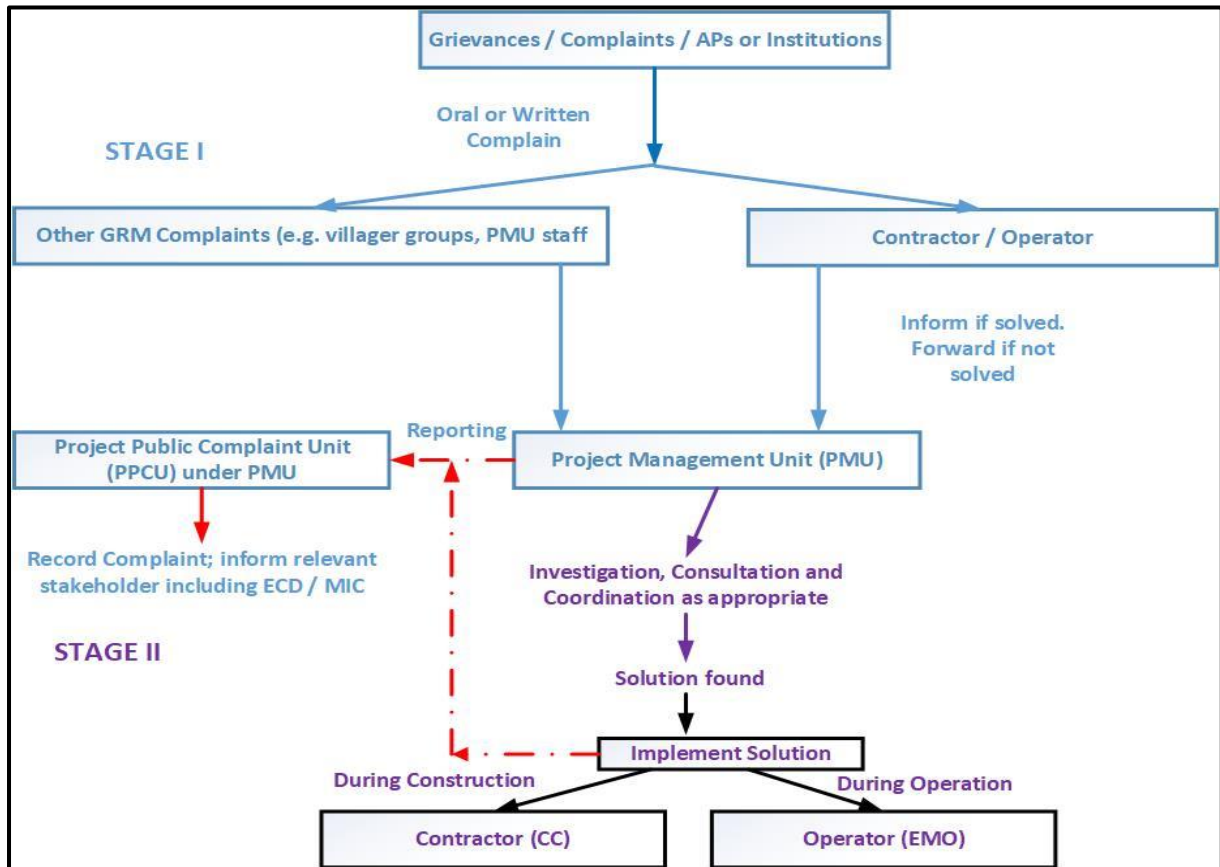 Grievances / Complaints / APs or Institutions
Oral or Written
Complain
STAGE I
Other GRM Complaints (e.g. villager groups, PMU staff
Contractor / Operator
Inform if solved.
Forward if not
solved
Reporting
Project Public Complaint Unit
(PPCU) under PMU
Project Management Unit (PMU)
Record Complaint; inform relevant
stakeholder including ECD / MIC
Investigation, Consultation and
Coordination as appropriate
STAGE II
Solution found
Implement Solution
During Construction
During Operation
Contractor (CC)
Operator (EMO)